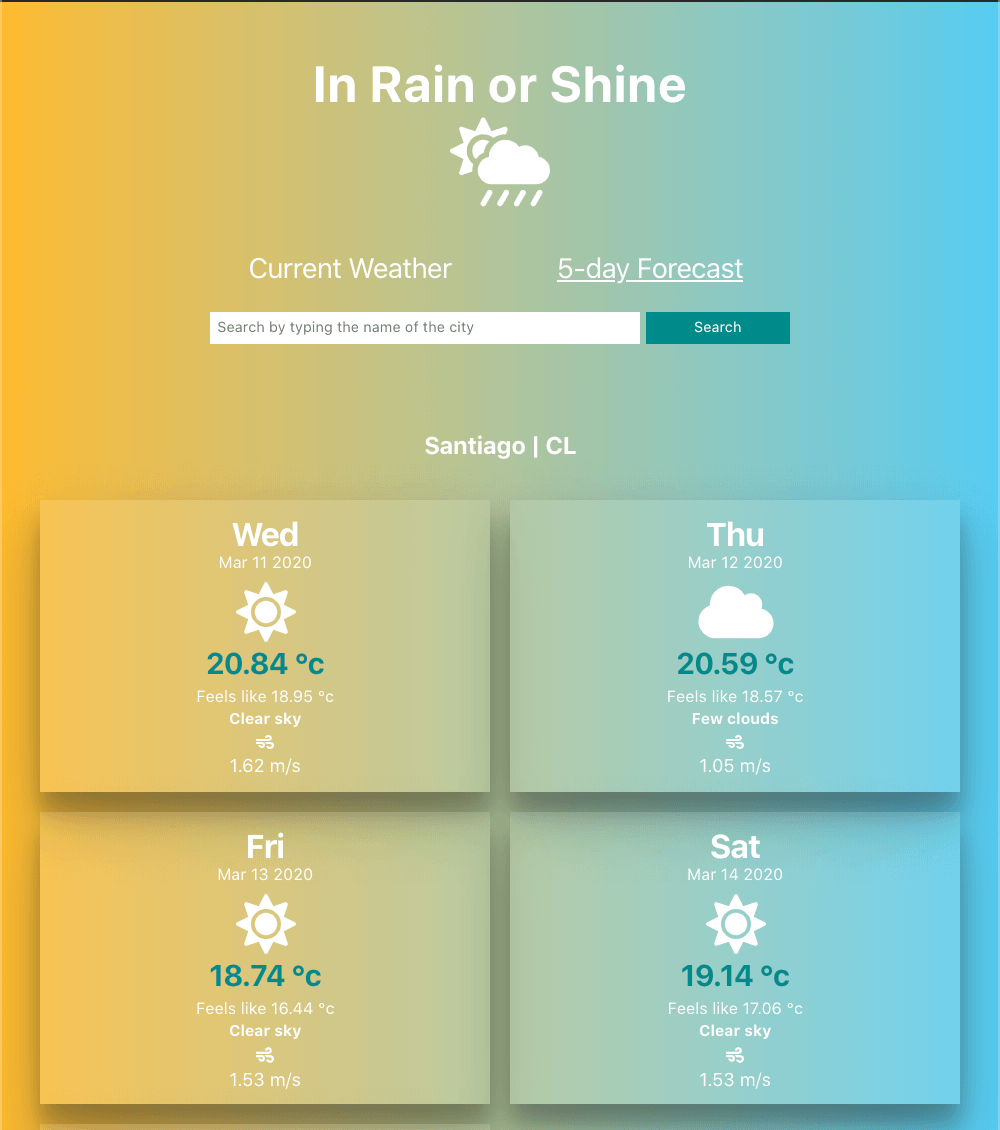 In Rain or Shine
Current Weather
5-day Forecast
Search by typing the name of the city
Search
Santiago | CL
Wed
Mar 11 2020
20.84 °c
Feels like 18.95 °c
Clear sky
1.62 m/s
Thu
Mar 12 2020
20.59 °c
Feels like 18.57 °c
Few clouds
1.05 m/s
Fri
Mar 13 2020
18.74 °c
Feels like 16.44 °c
Clear sky
1.53 m/s
Sat
Mar 14 2020
19.14 °c
Feels like 17.06 °c
Clear sky
1.53 m/s